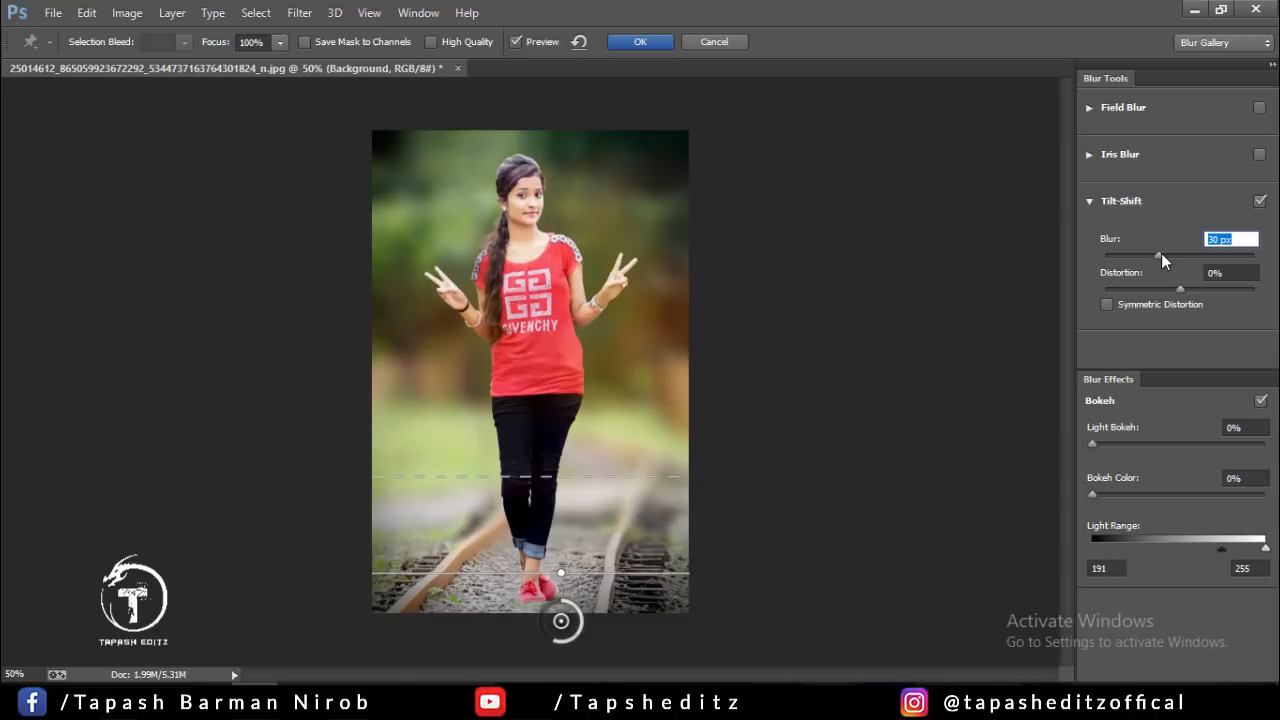 Ps File Edit Image Layer Type Select Filter 3D View Window Help
Selection Bleed: Focus: 100% Save Mask to Channels High Quality Preview OK Cancel Blur Gallery
25014612_865059923672292_5344737163764301824_n.jpg @ 50% (Background, RGB/8#) * ×
Blur Tools
Field Blur
Iris Blur
Tilt-Shift
Blur: 30 px
Distortion: 0%
Symmetric Distortion
Blur Effects
Bokeh
Light Bokeh: 0%
Bokeh Color: 0%
Light Range:
191 255
GIVENCHY
T
TAPASH EDITZ
Activate Windows
Go to Settings to activate Windows.
50% Doc: 1.99M/5.31M
/Tapash Barman Nirob /Tapsheditz @tapasheditzoffical